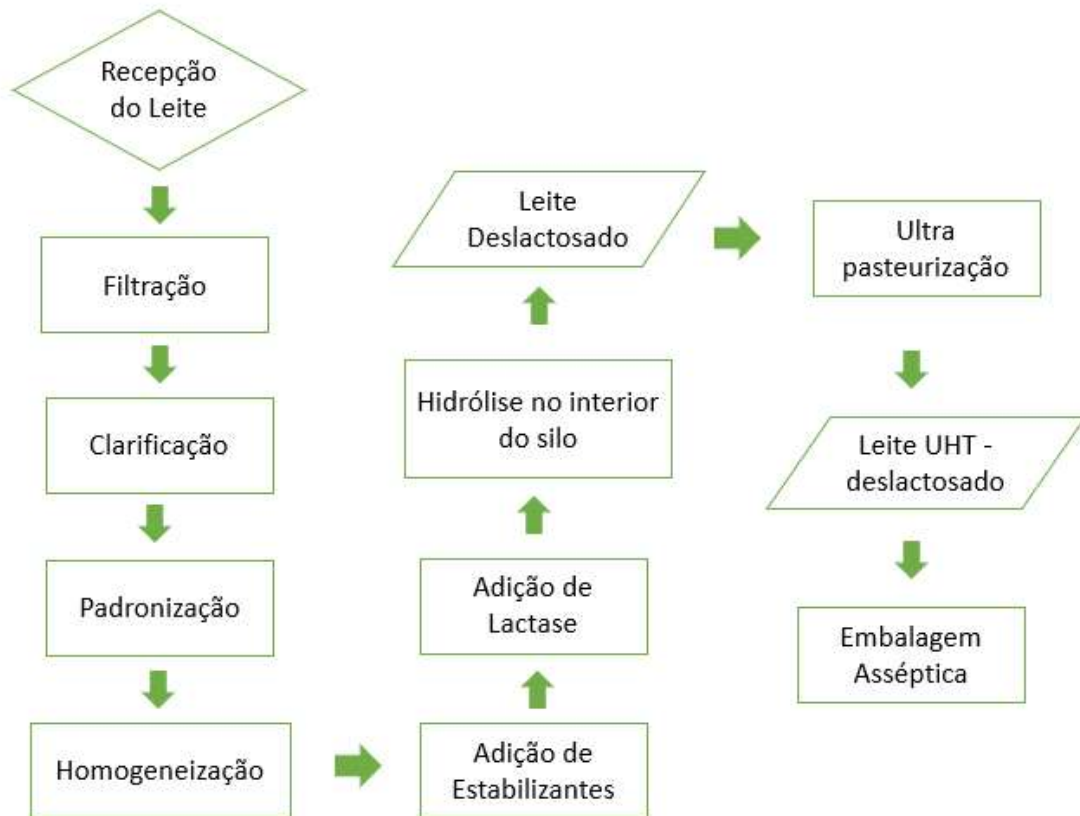 Recepção
do Leite
Filtração
Clarificação
Padronização
Homogeneização
Adição de
Estabilizantes
Adição de
Lactase
Hidrólise no interior
do silo
Leite
Deslactosado
Ultra
pasteurização
Leite UHT -
deslactosado
Embalagem
Asséptica